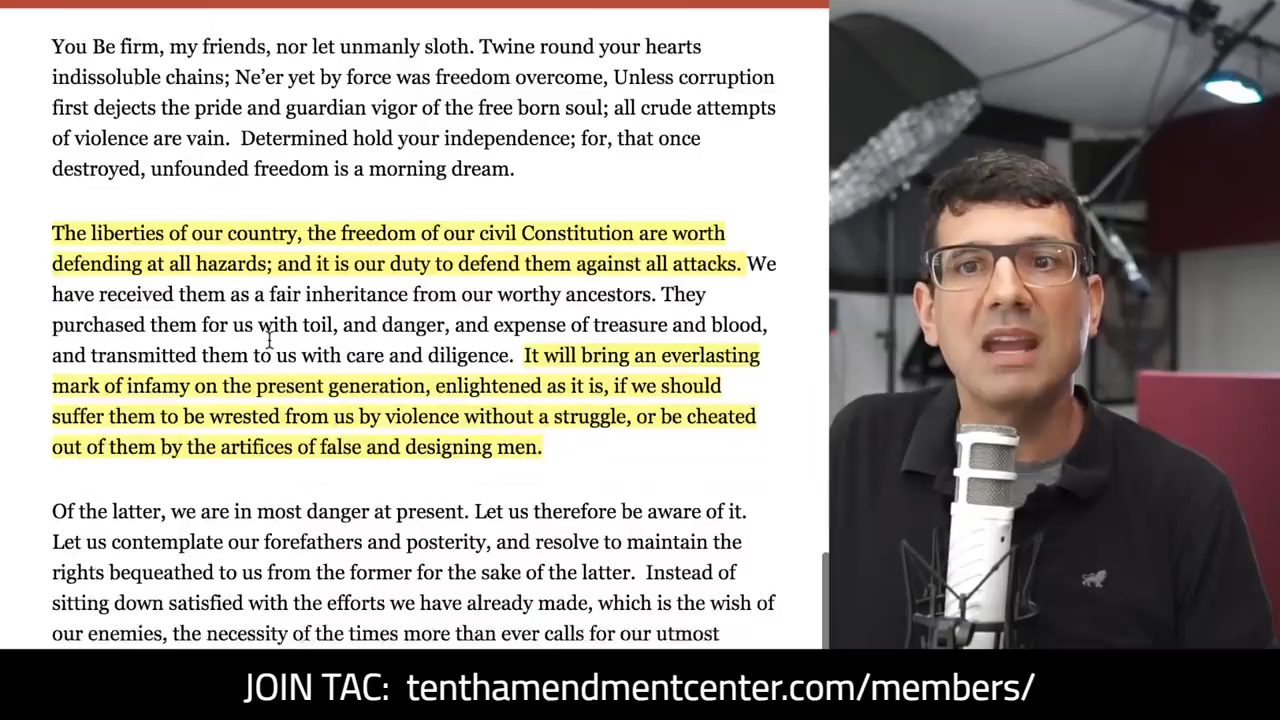 You Be firm, my friends, nor let unmanly sloth. Twine round your hearts
indissoluble chains; Ne’er yet by force was freedom overcome, Unless corruption
first dejects the pride and guardian vigor of the free born soul; all crude attempts
of violence are vain.  Determined hold your independence; for, that once
destroyed, unfounded freedom is a morning dream.
The liberties of our country, the freedom of our civil Constitution are worth
defending at all hazards; and it is our duty to defend them against all attacks. We
have received them as a fair inheritance from our worthy ancestors. They
purchased them for us with toil, and danger, and expense of treasure and blood,
and transmitted them to us with care and diligence.  It will bring an everlasting
mark of infamy on the present generation, enlightened as it is, if we should
suffer them to be wrested from us by violence without a struggle, or be cheated
out of them by the artifices of false and designing men.
Of the latter, we are in most danger at present. Let us therefore be aware of it.
Let us contemplate our forefathers and posterity, and resolve to maintain the
rights bequeathed to us from the former for the sake of the latter.  Instead of
sitting down satisfied with the efforts we have already made, which is the wish of
our enemies, the necessity of the times more than ever calls for our utmost
JOIN TAC:  tenthamendmentcenter.com/members/